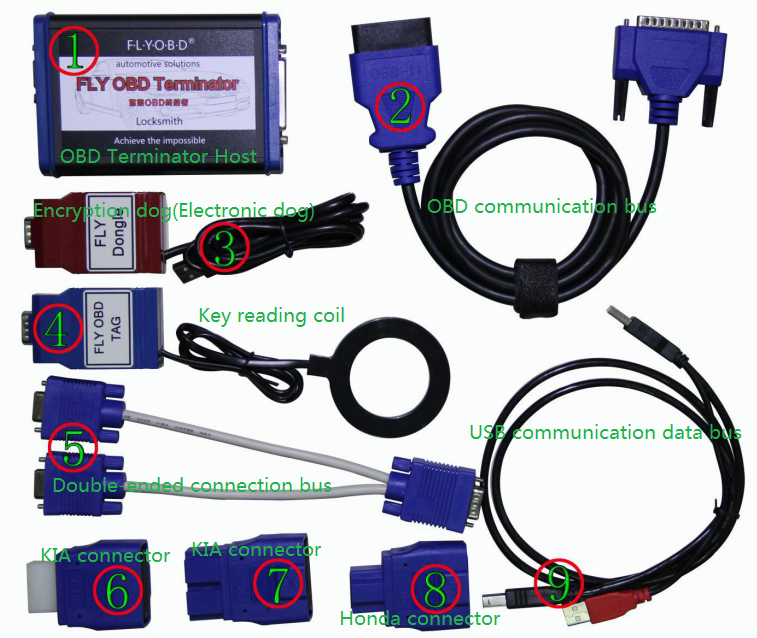 1
F·L·Y·O·B·D®
automotive solutions
FLY OBD Terminator
Locksmith
Achieve the impossible
OBD Terminator Host
OBD-II
2
OBD communication bus
Encryption dog(Electronic dog)
FLY
Dongle
3
4
FLY OBD
TAG
Key reading coil
5
Double-ended connection bus
USB communication data bus
KIA connector
6
KIA connector
7
8
Honda connector
9